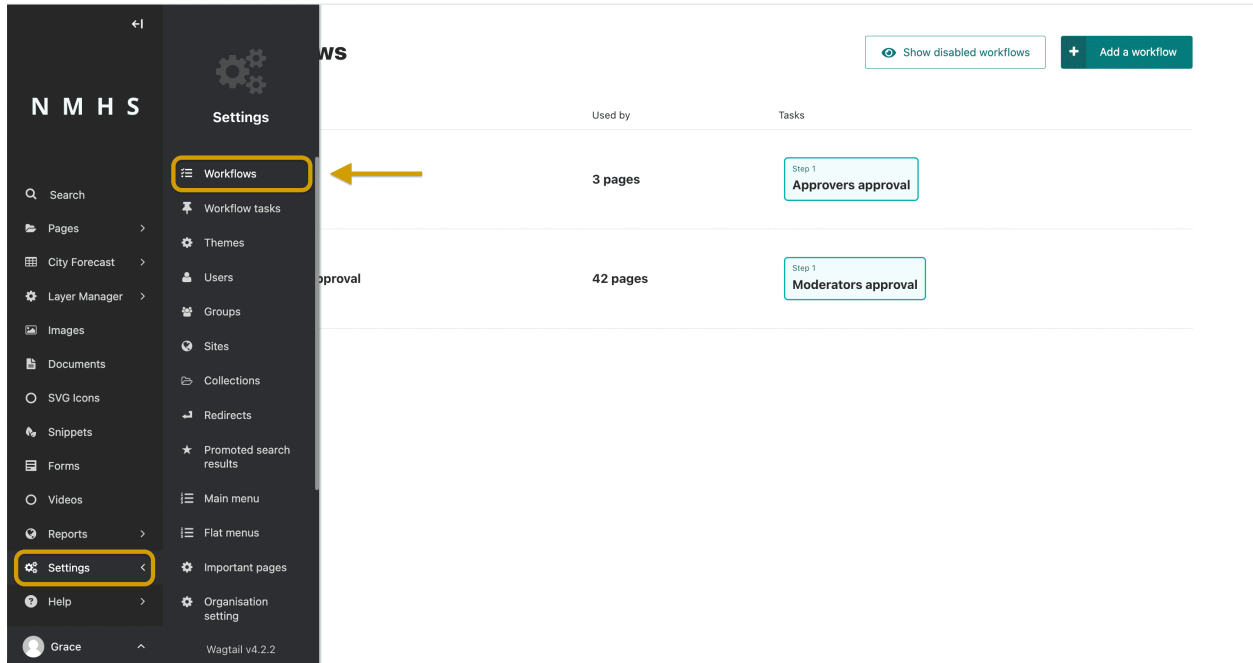 N M H S
Search
Pages
City Forecast
Layer Manager
Images
Documents
SVG Icons
Snippets
Forms
Videos
Reports
Settings
Help
Grace
Settings
Workflows
Workflow tasks
Themes
Users
Groups
Sites
Collections
Redirects
Promoted search
results
Main menu
Flat menus
Important pages
Organisation
setting
Wagtail v4.2.2
ws
Show disabled workflows
Add a workflow
Used by Tasks
3 pages
Step 1
Approvers approval
pproval 42 pages
Step 1
Moderators approval